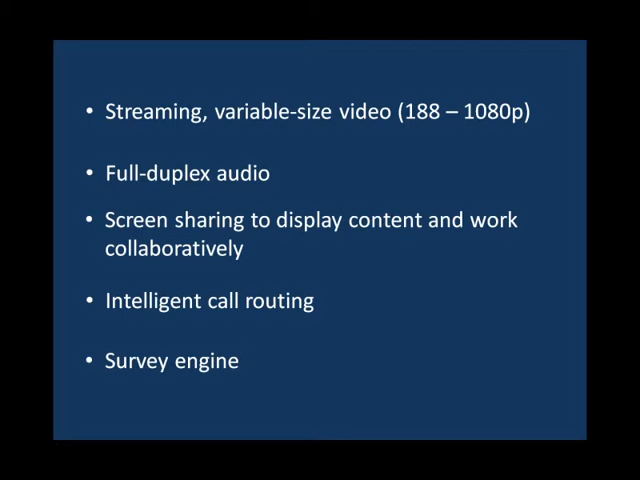 • Streaming, variable-size video (188 – 1080p)
• Full-duplex audio
• Screen sharing to display content and work
collaboratively
• Intelligent call routing
• Survey engine